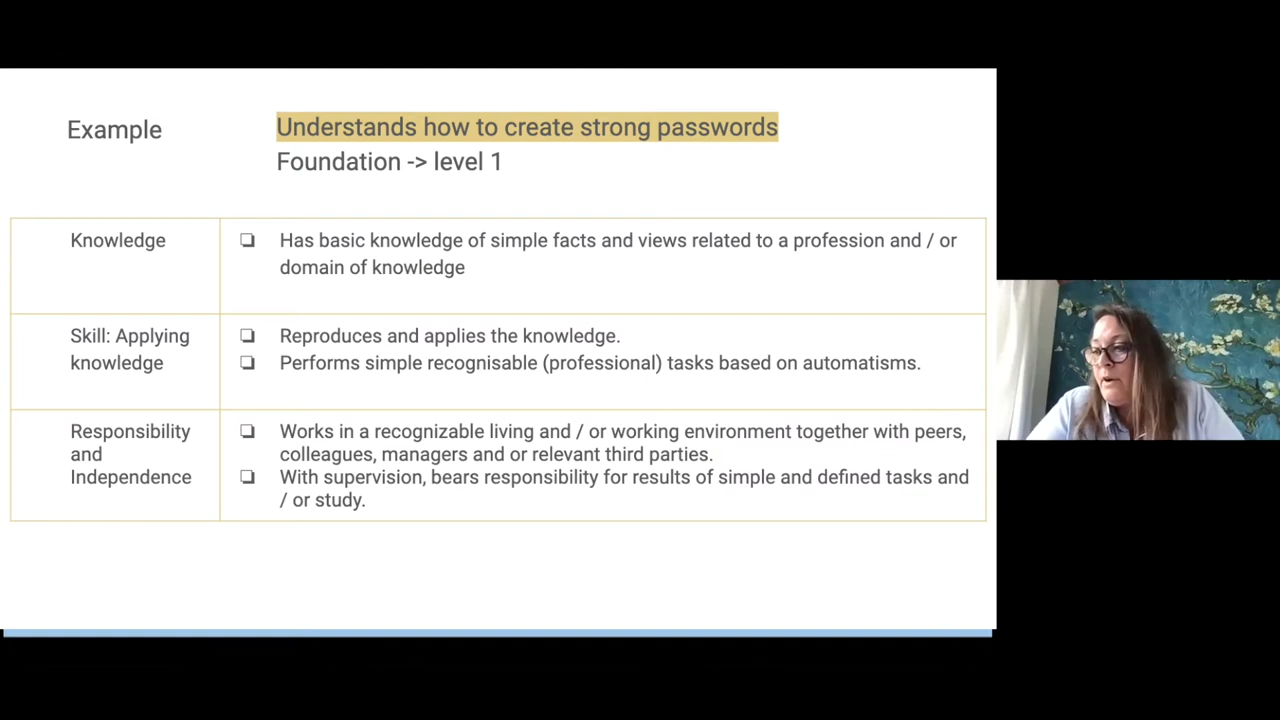 Example
Understands how to create strong passwords
Foundation -> level 1
Knowledge
Has basic knowledge of simple facts and views related to a profession and / or
domain of knowledge
Skill: Applying
knowledge
Reproduces and applies the knowledge.
Performs simple recognisable (professional) tasks based on automatisms.
Responsibility
and
Independence
Works in a recognizable living and / or working environment together with peers,
colleagues, managers and or relevant third parties.
With supervision, bears responsibility for results of simple and defined tasks and
/ or study.